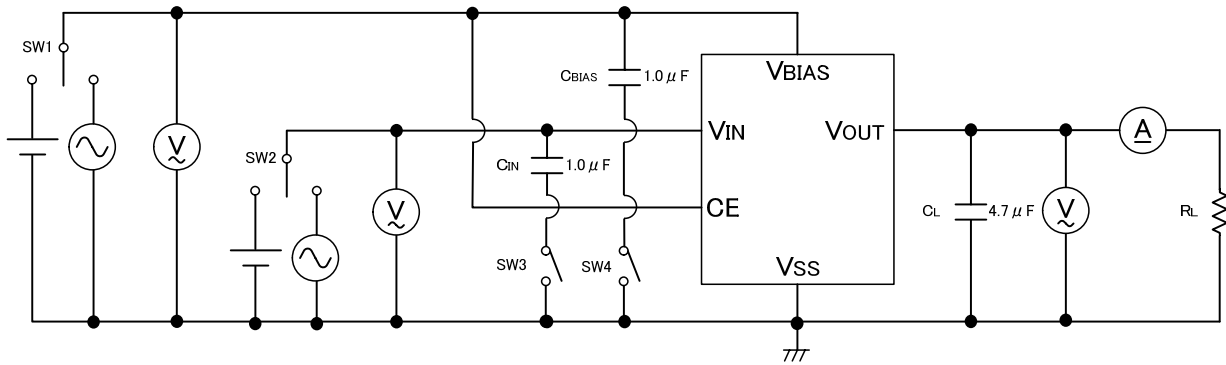 SW1
V
SW2
V
CBIAS
1.0μF
CIN
1.0μF
SW3
SW4
VBIAS
VIN
VOUT
CE
VSS
A
CL
4.7μF
V
RL